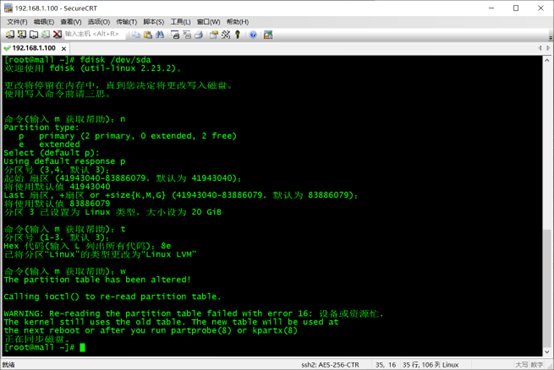 192.168.1.100 - SecureCRT
文件(F) 编辑(E) 查看(V) 选项(O) 传输(T) 脚本(S) 工具(L) 窗口(W) 帮助(H)
输入主机 <Alt+R>
192.168.1.100
[root@mall ~]# fdisk /dev/sda
欢迎使用 fdisk (util-linux 2.23.2)。
更改将停留在内存中，直到您决定将更改写入磁盘。
使用写入命令前请三思。
命令(输入 m 获取帮助)：n
Partition type:
p primary (2 primary, 0 extended, 2 free)
e extended
Select (default p):
Using default response p
分区号 (3,4，默认 3)：
起始 扇区 (41943040-83886079，默认为 41943040)：
将使用默认值 41943040
Last 扇区, +扇区 or +size{K,M,G} (41943040-83886079，默认为 83886079)：
将使用默认值 83886079
分区 3 已设置为 Linux 类型，大小设为 20 GiB
命令(输入 m 获取帮助)：t
分区号 (1-3，默认 3)：
Hex 代码(输入 L 列出所有代码)：8e
已将分区“Linux”的类型更改为“Linux LVM”
命令(输入 m 获取帮助)：w
The partition table has been altered!
Calling ioctl() to re-read partition table.
WARNING: Re-reading the partition table failed with error 16: 设备或资源忙.
The kernel still uses the old table. The new table will be used at
the next reboot or after you run partprobe(8) or kpartx(8)
正在同步磁盘。
[root@mall ~]#
就绪 ssh2: AES-256-CTR 35, 16 35 行, 106 列 Linux 大写 数字